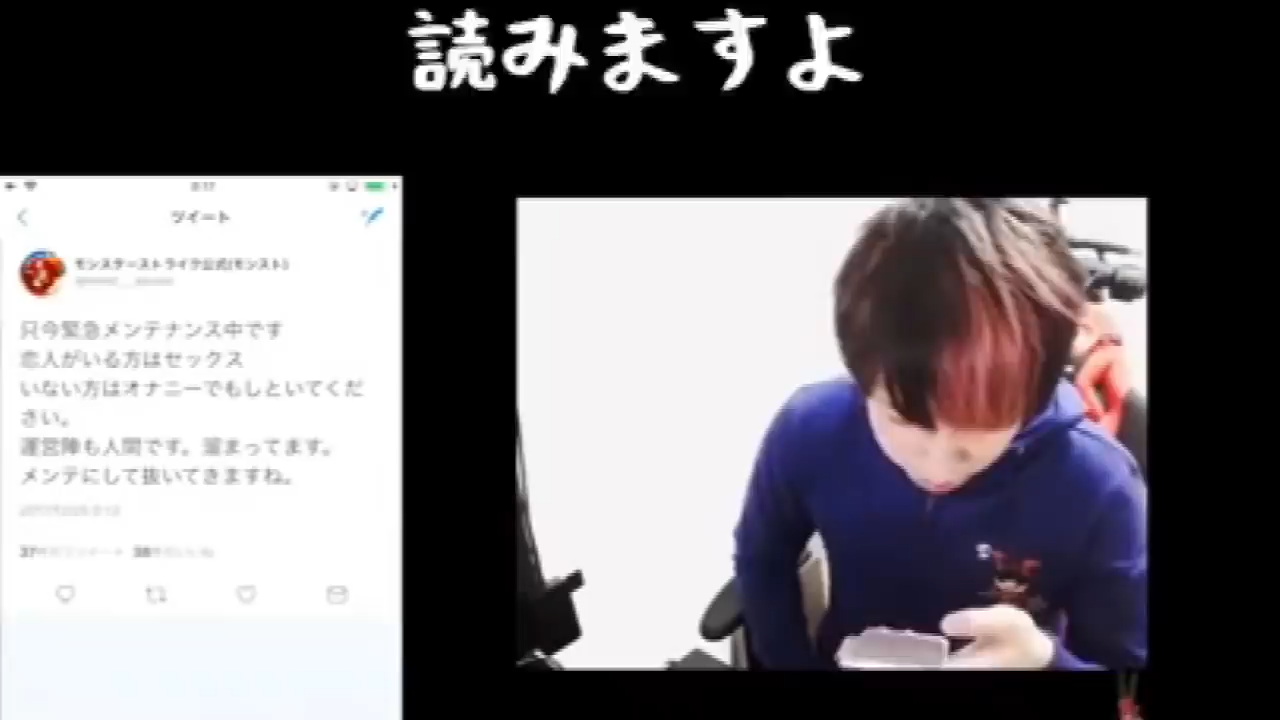 読みますよ
ツイート
モンスターストライク公式(モンスト)
只今緊急メンテナンス中です
恋人がいる方はセックス
いない方はオナニーでもしといてくだ
さい。
運営陣も人間です。溜まってます。
メンテにして抜いてきますね。